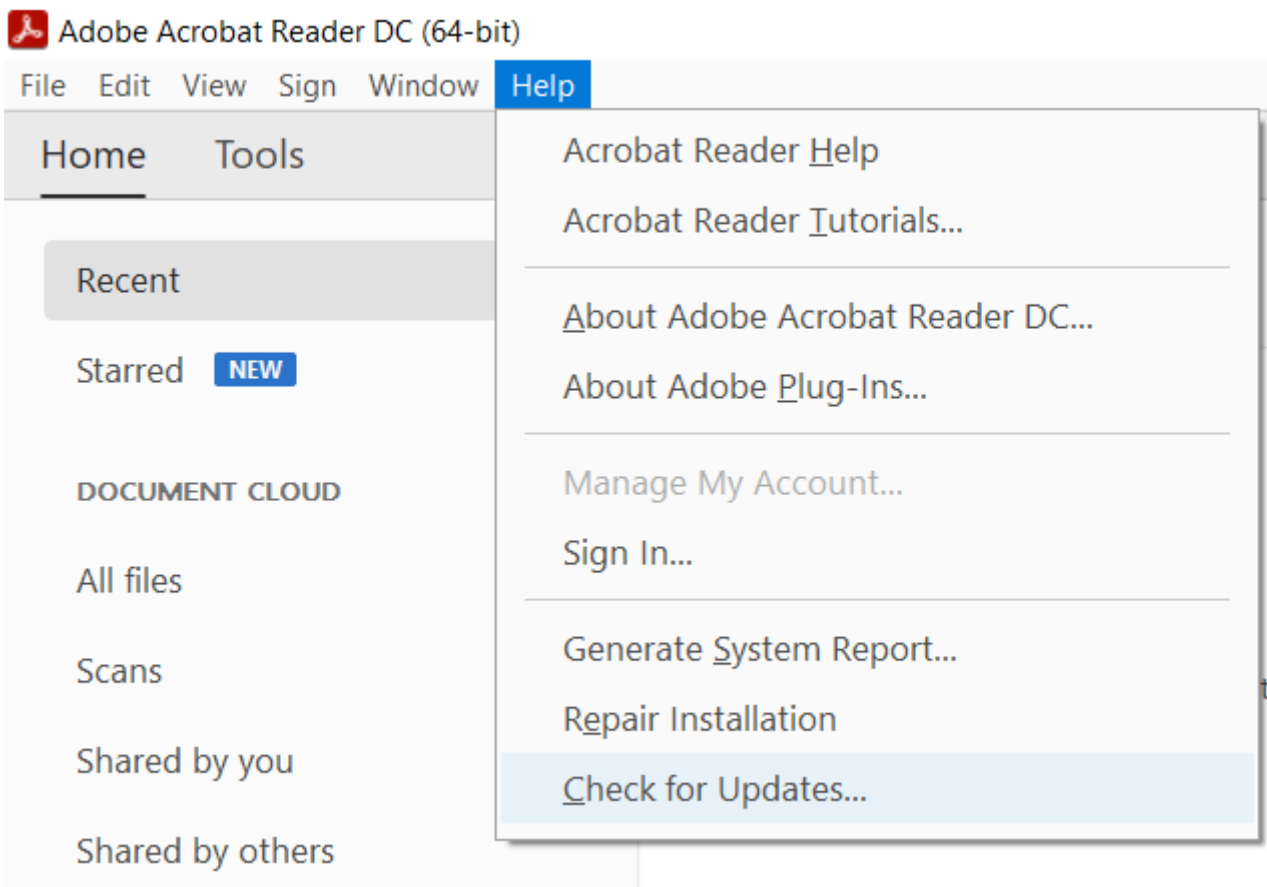 Adobe Acrobat Reader DC (64-bit)
File Edit View Sign Window Help
Home Tools
Recent
Starred NEW
DOCUMENT CLOUD
All files
Scans
Shared by you
Shared by others
Acrobat Reader Help
Acrobat Reader Tutorials...
About Adobe Acrobat Reader DC...
About Adobe Plug-Ins...
Manage My Account...
Sign In...
Generate System Report...
Repair Installation
Check for Updates...